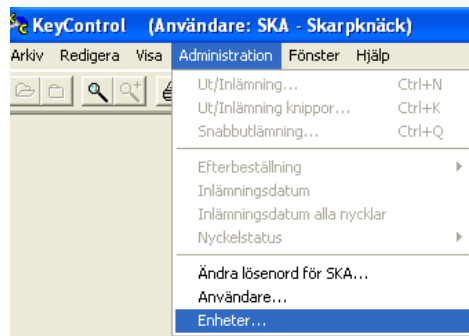 KeyControl (Användare: SKA - Skarpknäck)
Arkiv Redigera Visa Administration Fönster Hjälp
Ut/Inlämning... Ctrl+N
Ut/Inlämning knippor... Ctrl+K
Snabbutlämning... Ctrl+Q
Efterbeställning
Inlämningsdatum
Inlämningsdatum alla nycklar
Nyckelstatus
Ändra lösenord för SKA...
Användare...
Enheter...